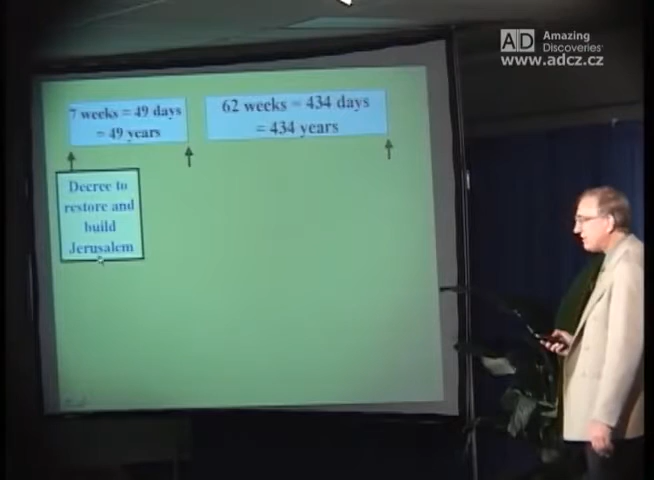 AD Amazing
Discoveries
www.adcz.cz
7 weeks = 49 days
= 49 years
62 weeks = 434 days
= 434 years
Decree to
restore and
build
Jerusalem